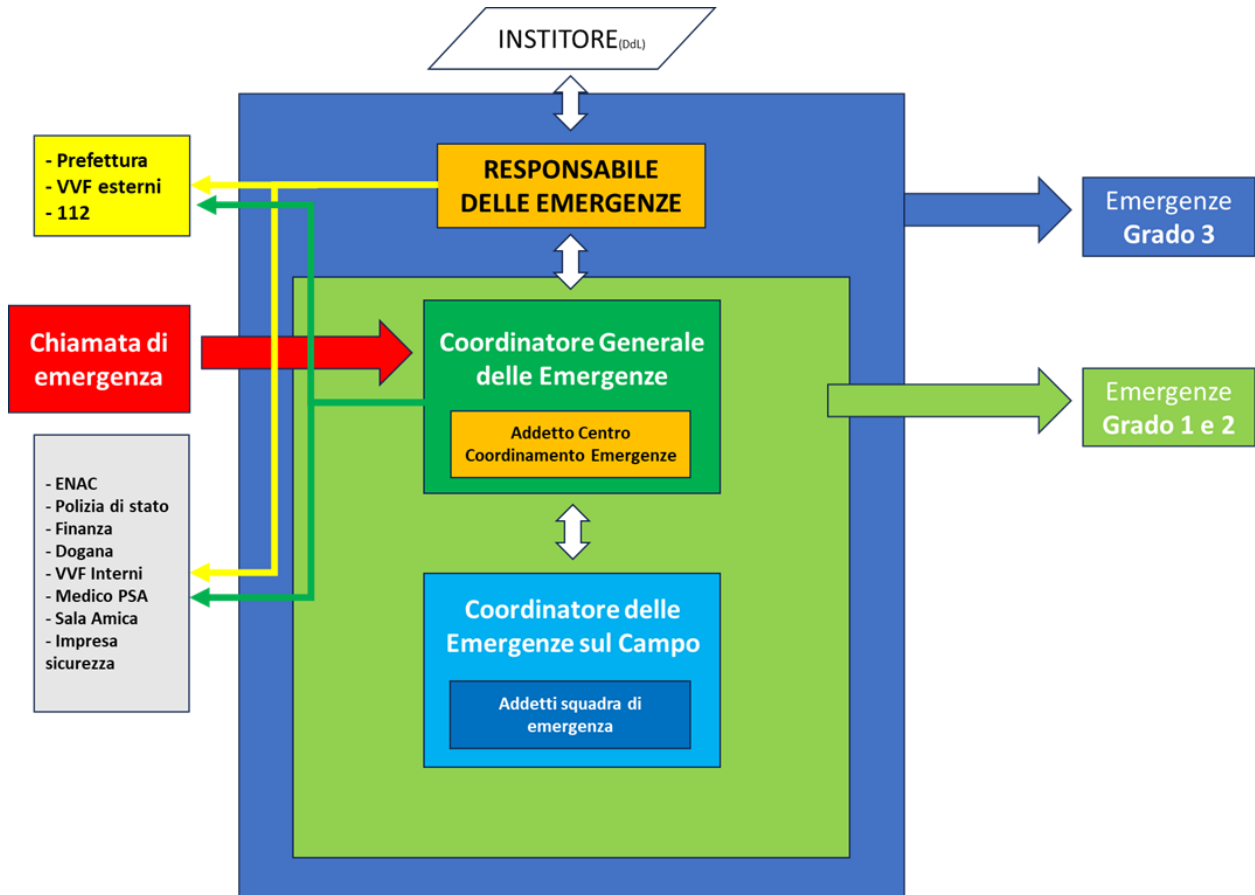 INSTITORE(DdL)
RESPONSABILE
DELLE EMERGENZE
- Prefettura
- VVF esterni
- 112
Emergenze
Grado 3
Chiamata di
emergenza
Coordinatore Generale
delle Emergenze
Addetto Centro
Coordinamento Emergenze
Emergenze
Grado 1 e 2
- ENAC
- Polizia di stato
- Finanza
- Dogana
- VVF Interni
- Medico PSA
- Sala Amica
- Impresa
sicurezza
Coordinatore delle
Emergenze sul Campo
Addetti squadra di
emergenza